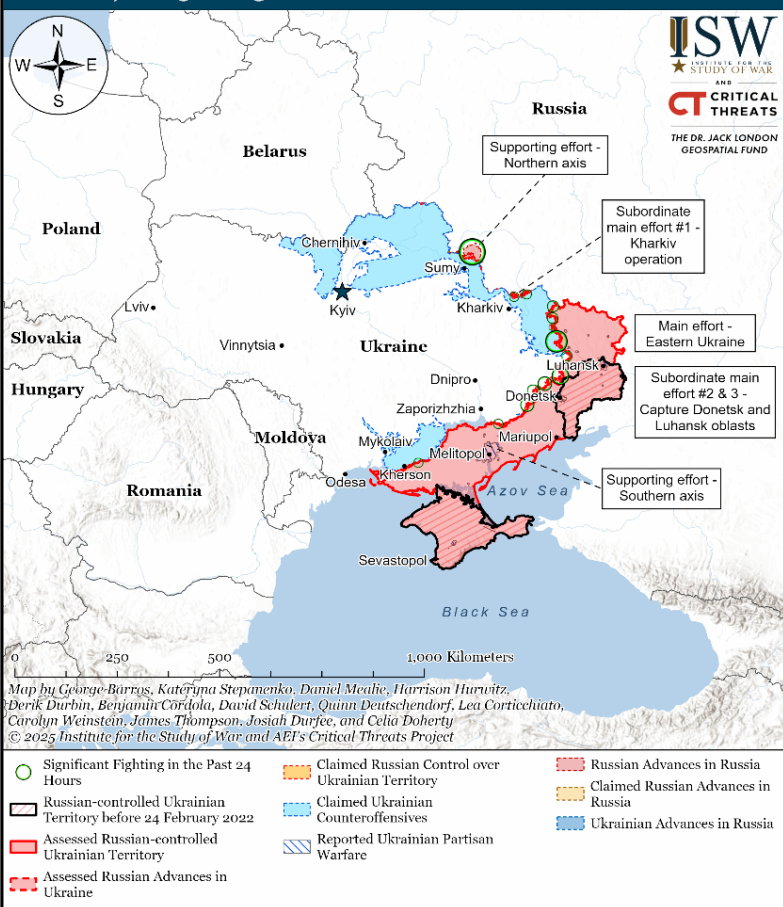 N
W
E
S
ISW
INSTITUTE FOR THE
STUDY OF WAR
AND
CT CRITICAL
THREATS
THE DR. JACK LONDON
GEOSPATIAL FUND
Russia
Belarus
Supporting effort -
Northern axis
Poland
Subordinate
main effort #1 -
Kharkiv
operation
Chernihiv
Sumy
Kyiv
Kharkiv
Lviv
Slovakia
Vinnytsia
Ukraine
Main effort -
Eastern Ukraine
Luhansk
Hungary
Dnipro
Donetsk
Subordinate main
effort #2 & 3 -
Capture Donetsk and
Luhansk oblasts
Zaporizhzhia
Moldova
Mykolaiv
Mariupol
Melitopol
Kherson
Odesa
Romania
Azov Sea
Supporting effort -
Southern axis
Sevastopol
Black Sea
0
250
500
1,000 Kilometers
Map by George Barros, Kateryna Stepanenko, Daniel Mealie, Harrison Hurwitz,
Derik Durbin, Benjamin Cordola, David Schulert, Quinn Deutschendorf, Lea Corticchiato,
Carolyn Weinstein, James Thompson, Josiah Durfee, and Celia Doherty
© 2025 Institute for the Study of War and AEI's Critical Threats Project
Significant Fighting in the Past 24
Hours
Russian-controlled Ukrainian
Territory before 24 February 2022
Assessed Russian-controlled
Ukrainian Territory
Assessed Russian Advances in
Ukraine
Claimed Russian Control over
Ukrainian Territory
Claimed Ukrainian
Counteroffensives
Reported Ukrainian Partisan
Warfare
Russian Advances in Russia
Claimed Russian Advances in
Russia
Ukrainian Advances in Russia